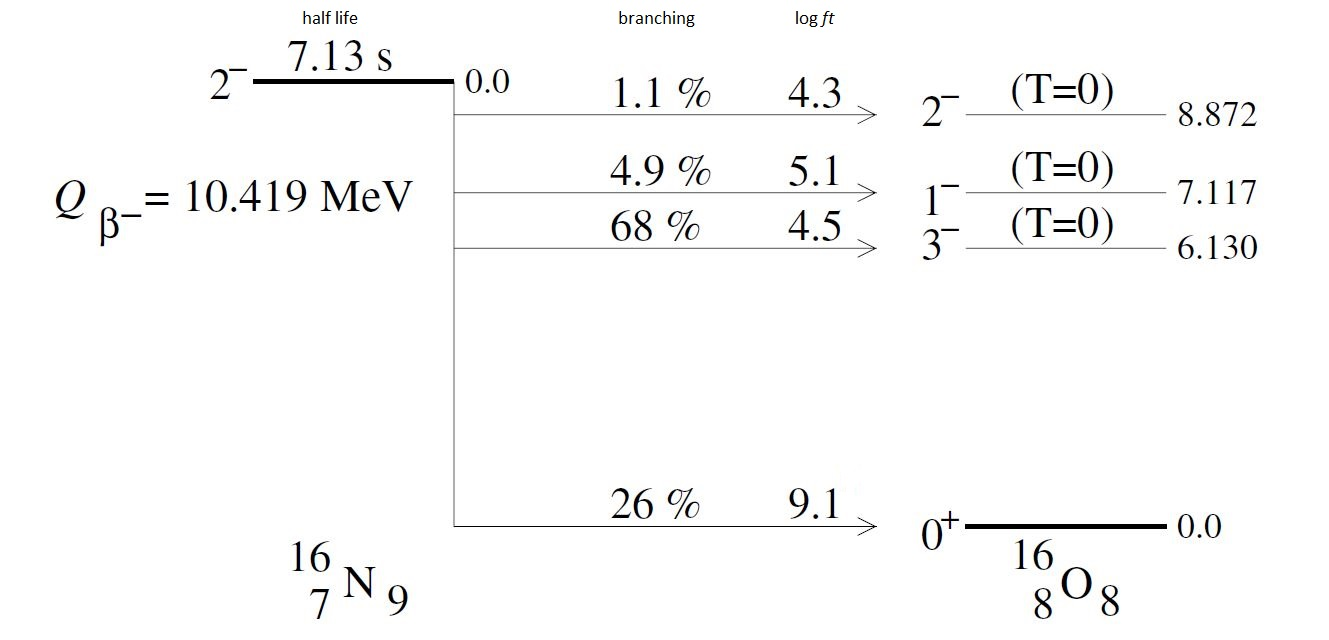 half life branching log ft
7.13 s
2⁻ 0.0 1.1 % 4.3 2⁻ (T=0) 8.872
Q β⁻ = 10.419 MeV 4.9 % 5.1 1⁻ (T=0) 7.117
68 % 4.5 3⁻ (T=0) 6.130
26 % 9.1 0⁺ 0.0
16 7 N 9 16 8 O 8